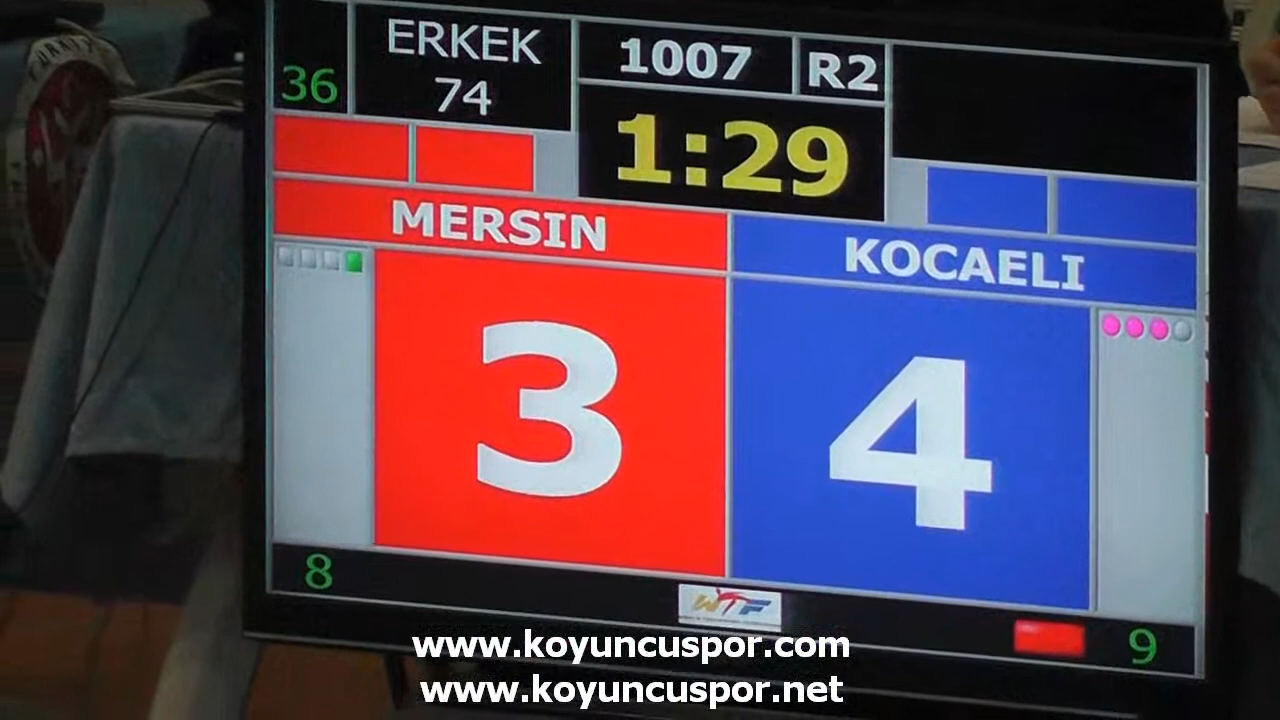 36
ERKEK
74
1007
R2
1:29
MERSIN
KOCAELI
3
4
8
WTF
9
www.koyuncuspor.com
www.koyuncuspor.net